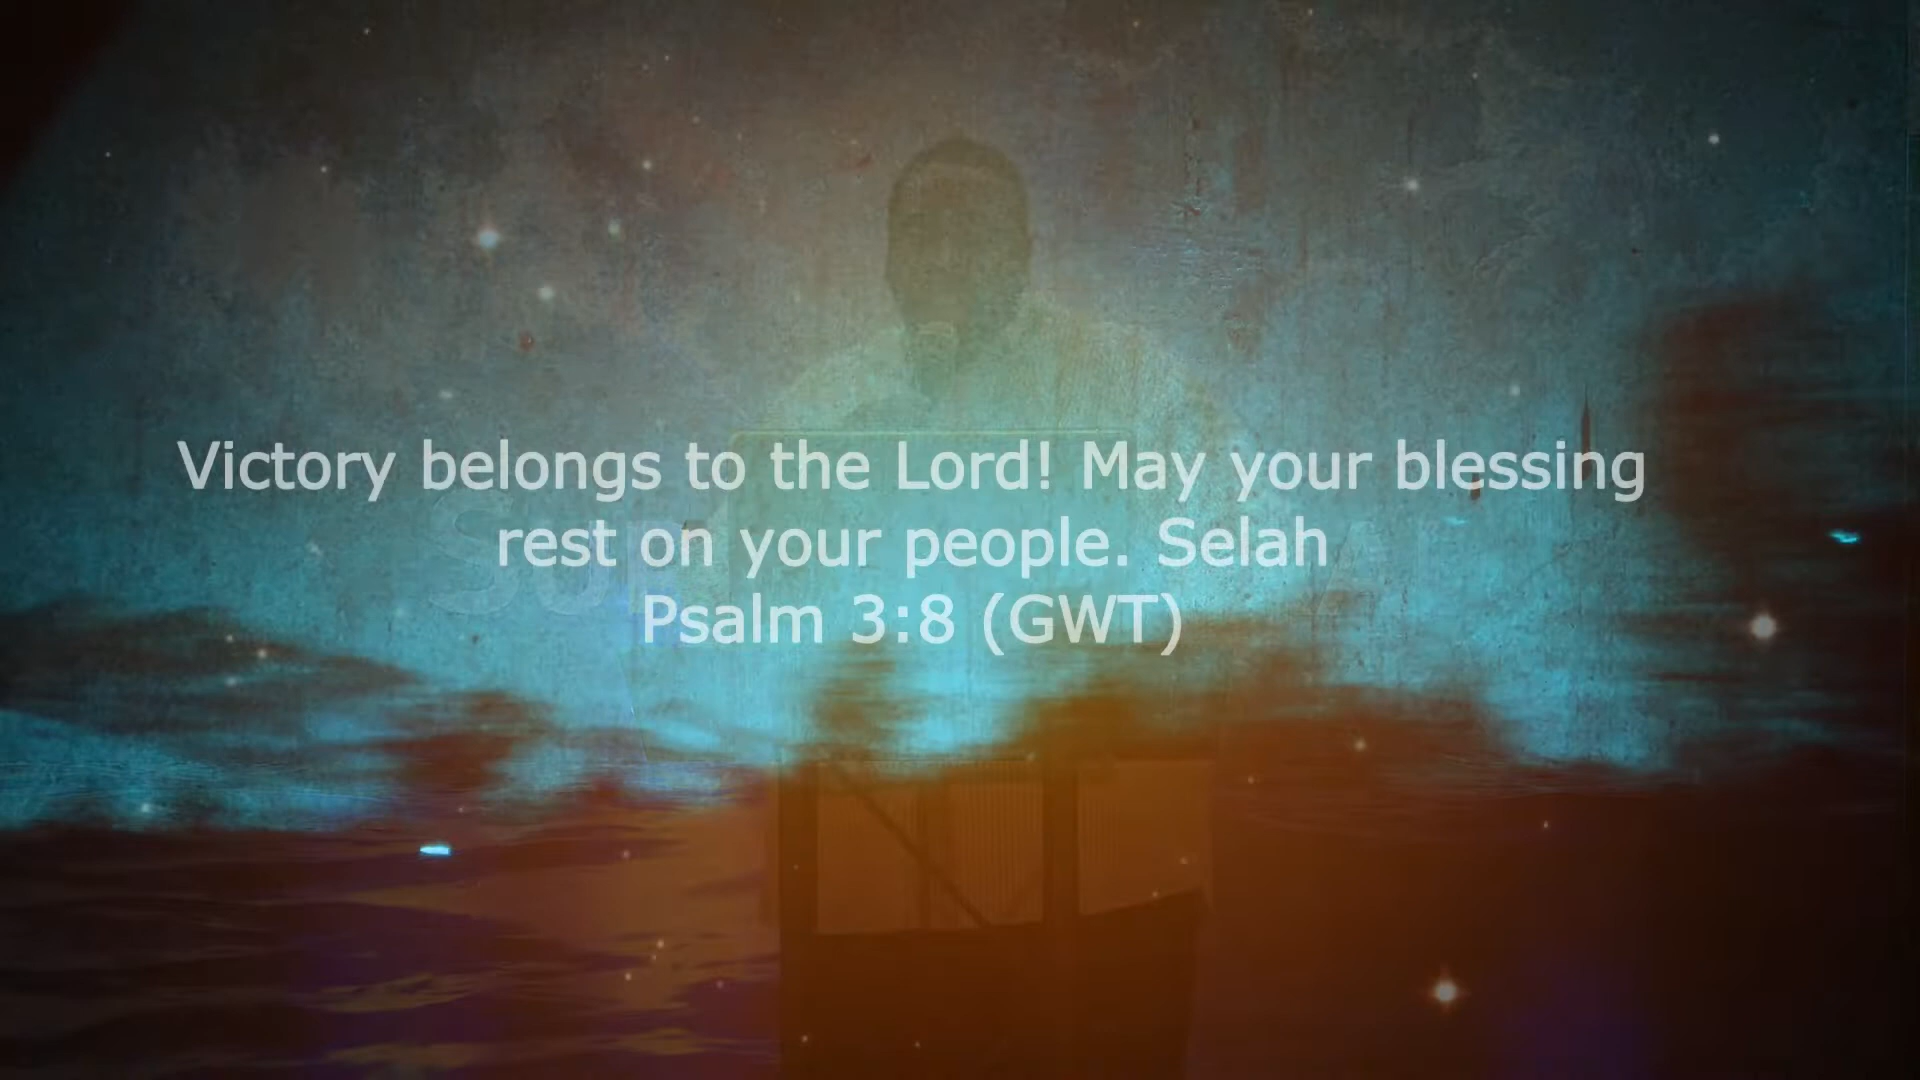 Victory belongs to the Lord! May your blessing
rest on your people. Selah
Psalm 3:8 (GWT)